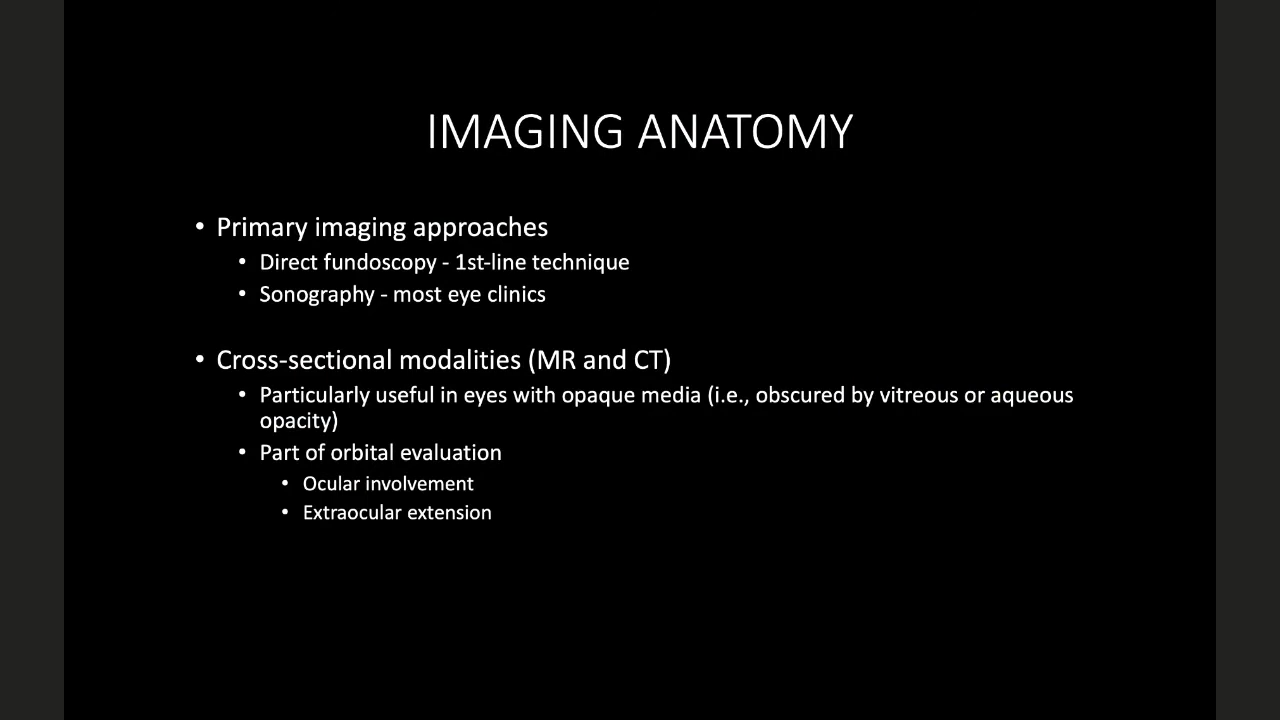 IMAGING ANATOMY
• Primary imaging approaches
• Direct fundoscopy - 1st-line technique
• Sonography - most eye clinics
• Cross-sectional modalities (MR and CT)
• Particularly useful in eyes with opaque media (i.e., obscured by vitreous or aqueous
opacity)
• Part of orbital evaluation
• Ocular involvement
• Extraocular extension